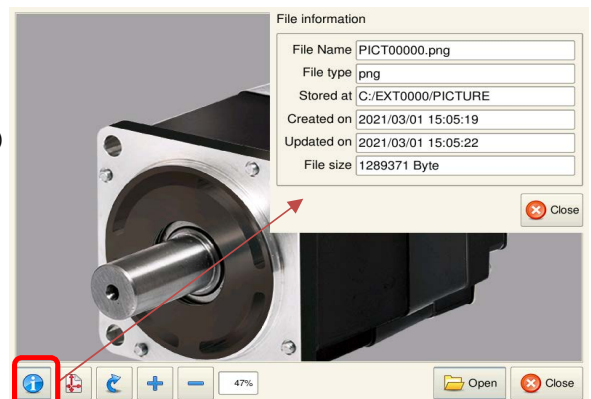 File information
File Name PICT00000.png
File type png
Stored at C:/EXT0000/PICTURE
Created on 2021/03/01 15:05:19
Updated on 2021/03/01 15:05:22
File size 1289371 Byte
Close
47%
Open
Close